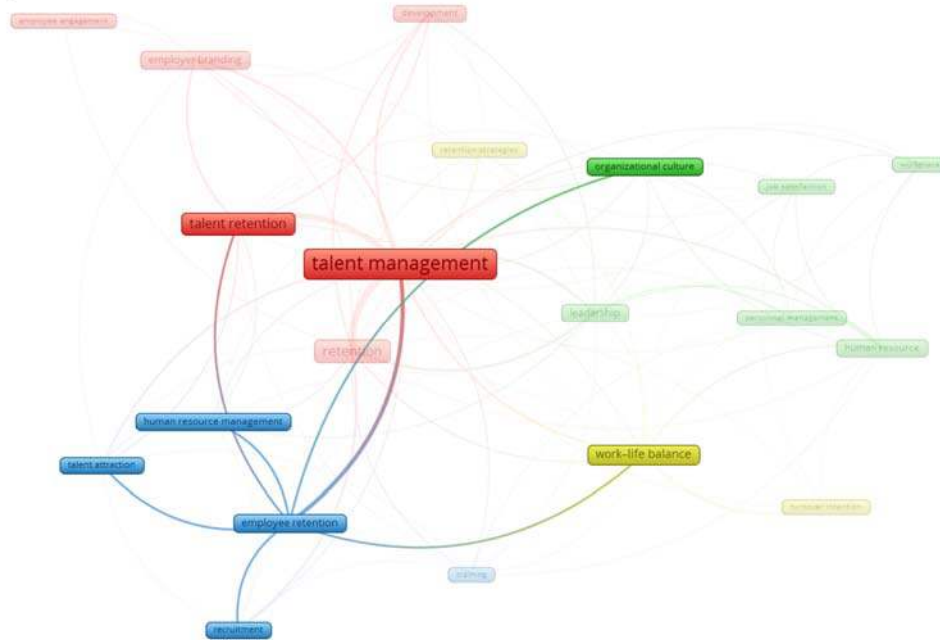 development
employee engagement
employer branding
retention strategies
organizational culture
job satisfaction
talent retention
talent management
leadership
personnel management
retention
human resource
human resource management
work-life balance
talent attraction
turnover intention
employee retention
training
recruitment